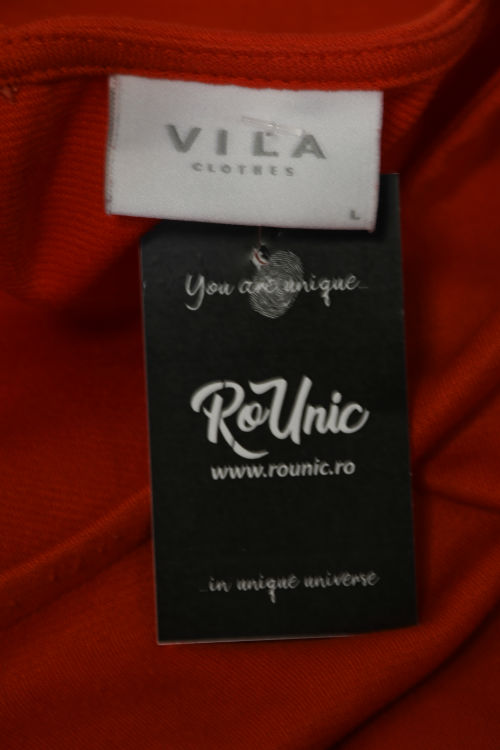 VILA
CLOTHES
L
You are unique...
RoUnic
www.rounic.ro
...in unique universe